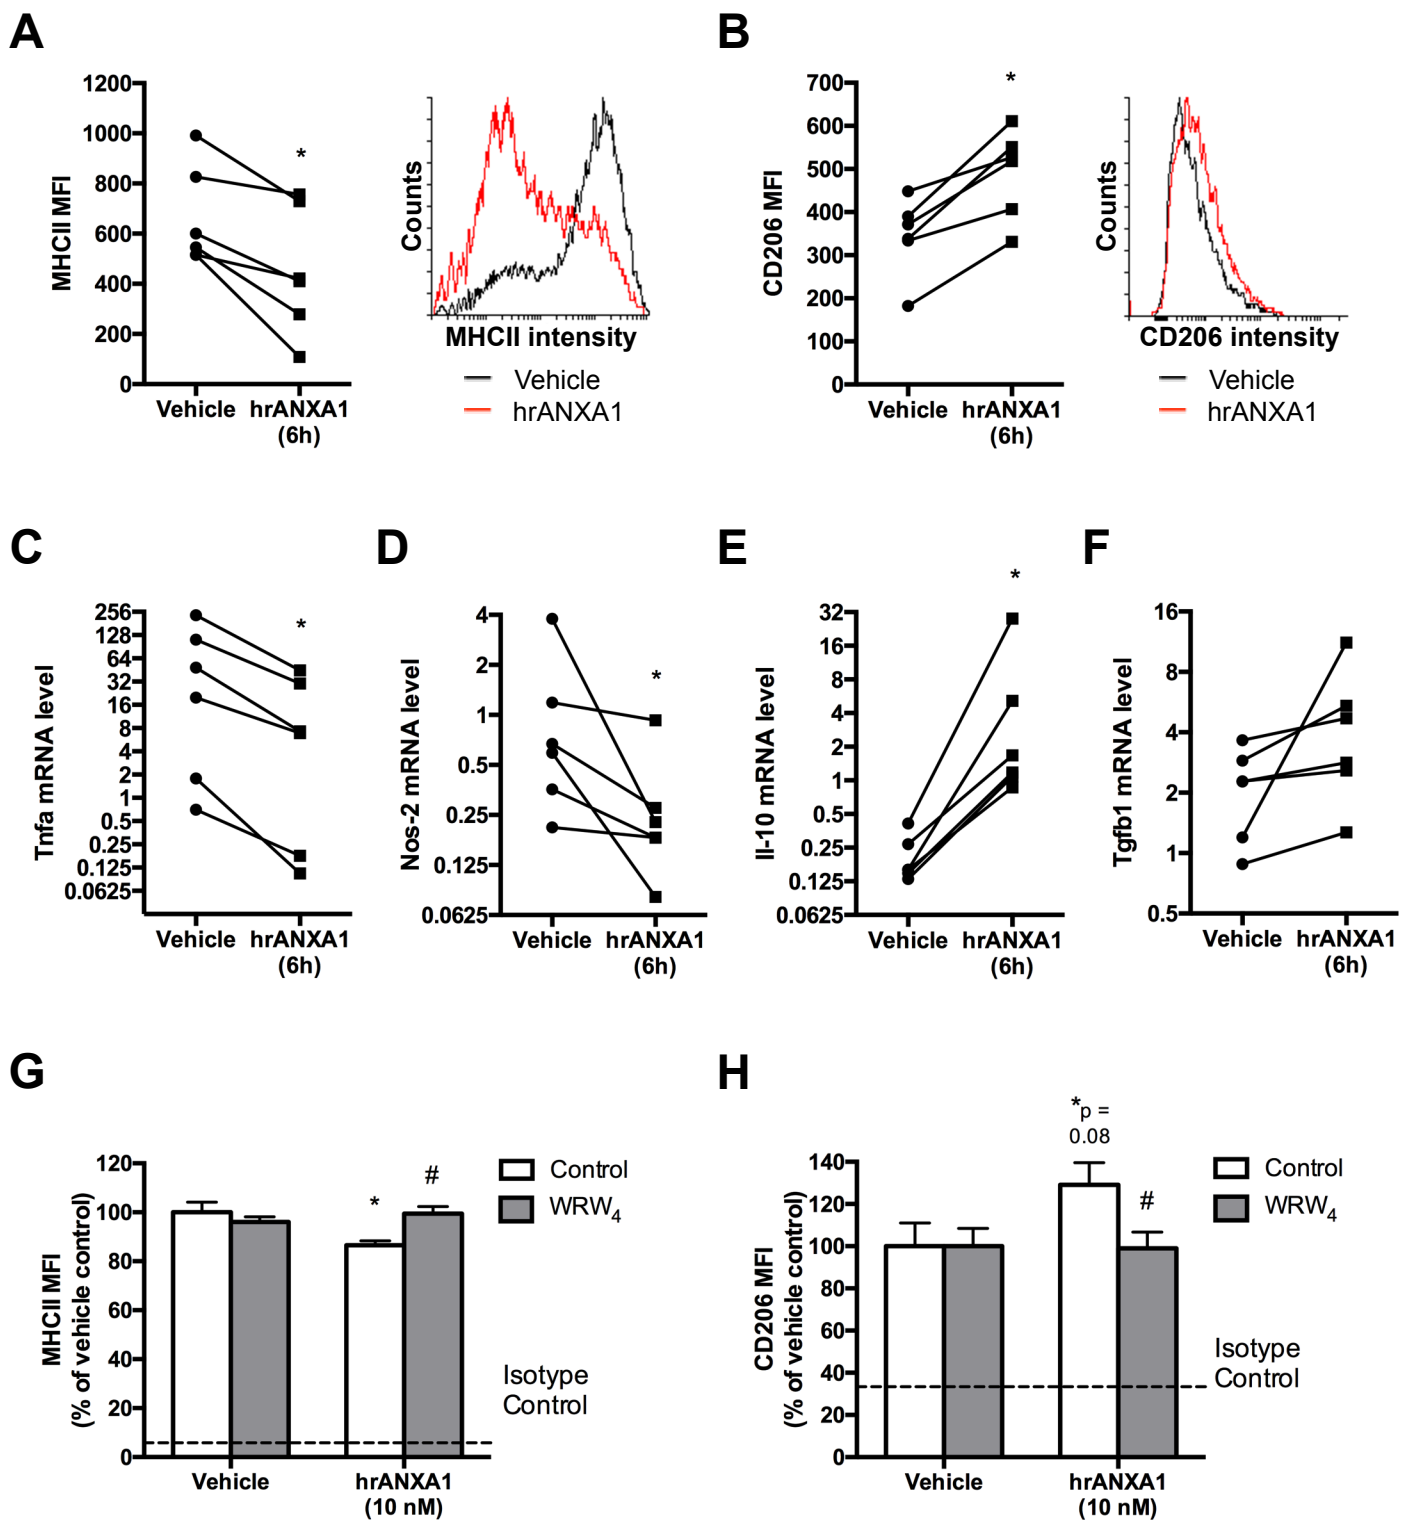 A
1200
1000
800
600
400
200
0
MHCII MFI
*
Vehicle
hrANXA1
(6h)
Counts
MHCII intensity
Vehicle
hrANXA1
B
700
600
500
400
300
200
100
0
CD206 MFI
*
Vehicle
hrANXA1
(6h)
Counts
CD206 intensity
Vehicle
hrANXA1
C
256
128
64
32
16
8
4
2
1
0.5
0.25
0.125
0.0625
Tnfa mRNA level
*
Vehicle
hrANXA1
(6h)
D
4
2
1
0.5
0.25
0.125
0.0625
Nos-2 mRNA level
*
Vehicle
hrANXA1
(6h)
E
32
16
8
4
2
1
0.5
0.25
0.125
0.0625
Il-10 mRNA level
*
Vehicle
hrANXA1
(6h)
F
16
8
4
2
1
0.5
Tgfb1 mRNA level
Vehicle
hrANXA1
(6h)
G
120
100
80
60
40
20
0
MHCII MFI
(% of vehicle control)
*
#
Control
WRW4
Isotype
Control
Vehicle
hrANXA1
(10 nM)
H
140
120
100
80
60
40
20
0
CD206 MFI
(% of vehicle control)
*p =
0.08
#
Control
WRW4
Isotype
Control
Vehicle
hrANXA1
(10 nM)